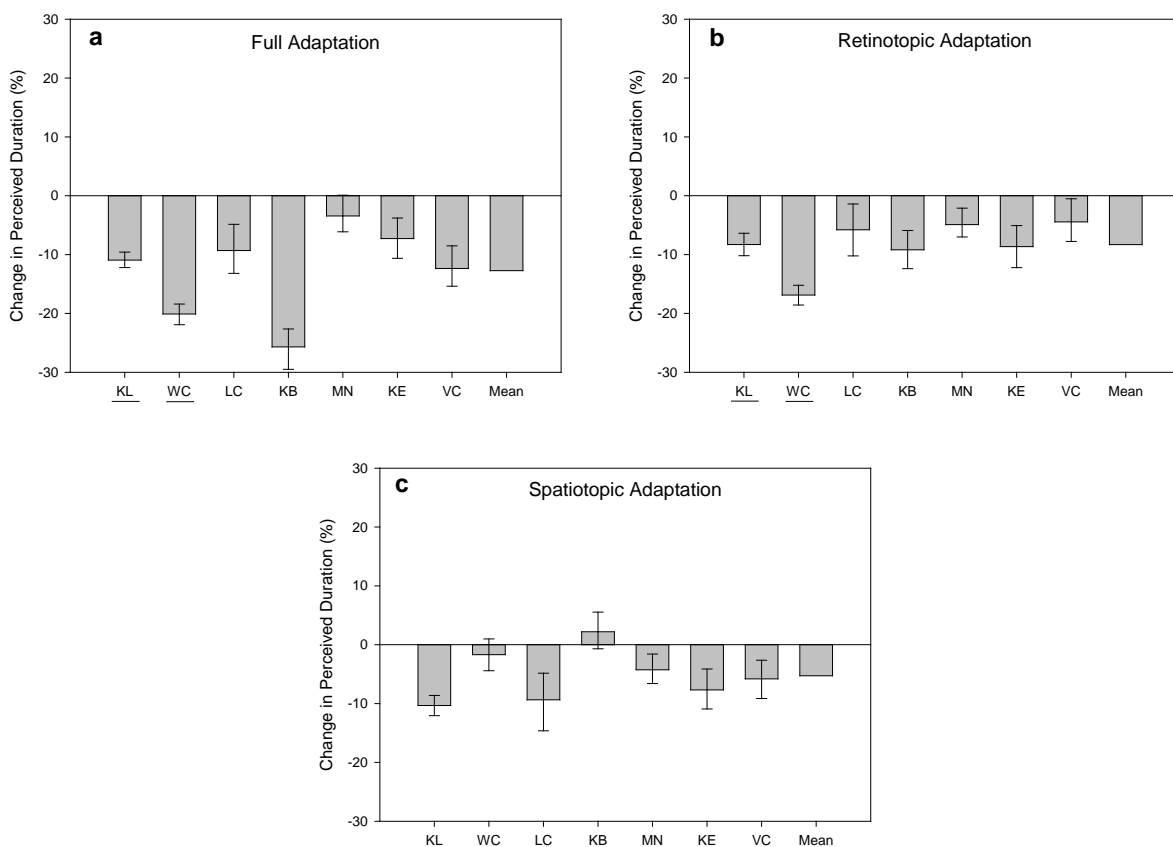 a
Full Adaptation
Change in Perceived Duration (%)
30
20
10
0
-10
-20
-30
KL WC LC KB MN KE VC Mean
b
Retinotopic Adaptation
Change in Perceived Duration (%)
30
20
10
0
-10
-20
-30
KL WC LC KB MN KE VC Mean
c
Spatiotopic Adaptation
Change in Perceived Duration (%)
30
20
10
0
-10
-20
-30
KL WC LC KB MN KE VC Mean